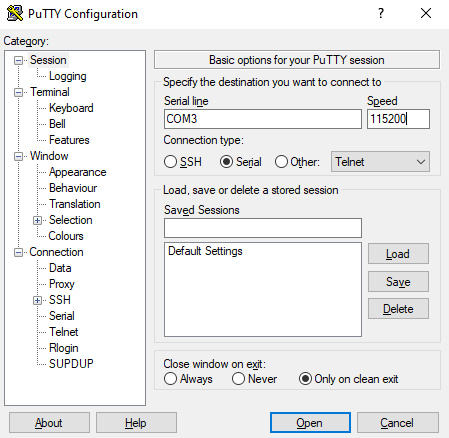 PuTTY Configuration
? ×
Category:
Session
Logging
Terminal
Keyboard
Bell
Features
Window
Appearance
Behaviour
Translation
Selection
Colours
Connection
Data
Proxy
SSH
Serial
Telnet
Rlogin
SUPDUP
Basic options for your PuTTY session
Specify the destination you want to connect to
Serial line Speed
COM3 115200
Connection type:
SSH Serial Other: Telnet
Load, save or delete a stored session
Saved Sessions
Default Settings
Load
Save
Delete
Close window on exit:
Always Never Only on clean exit
About Help Open Cancel